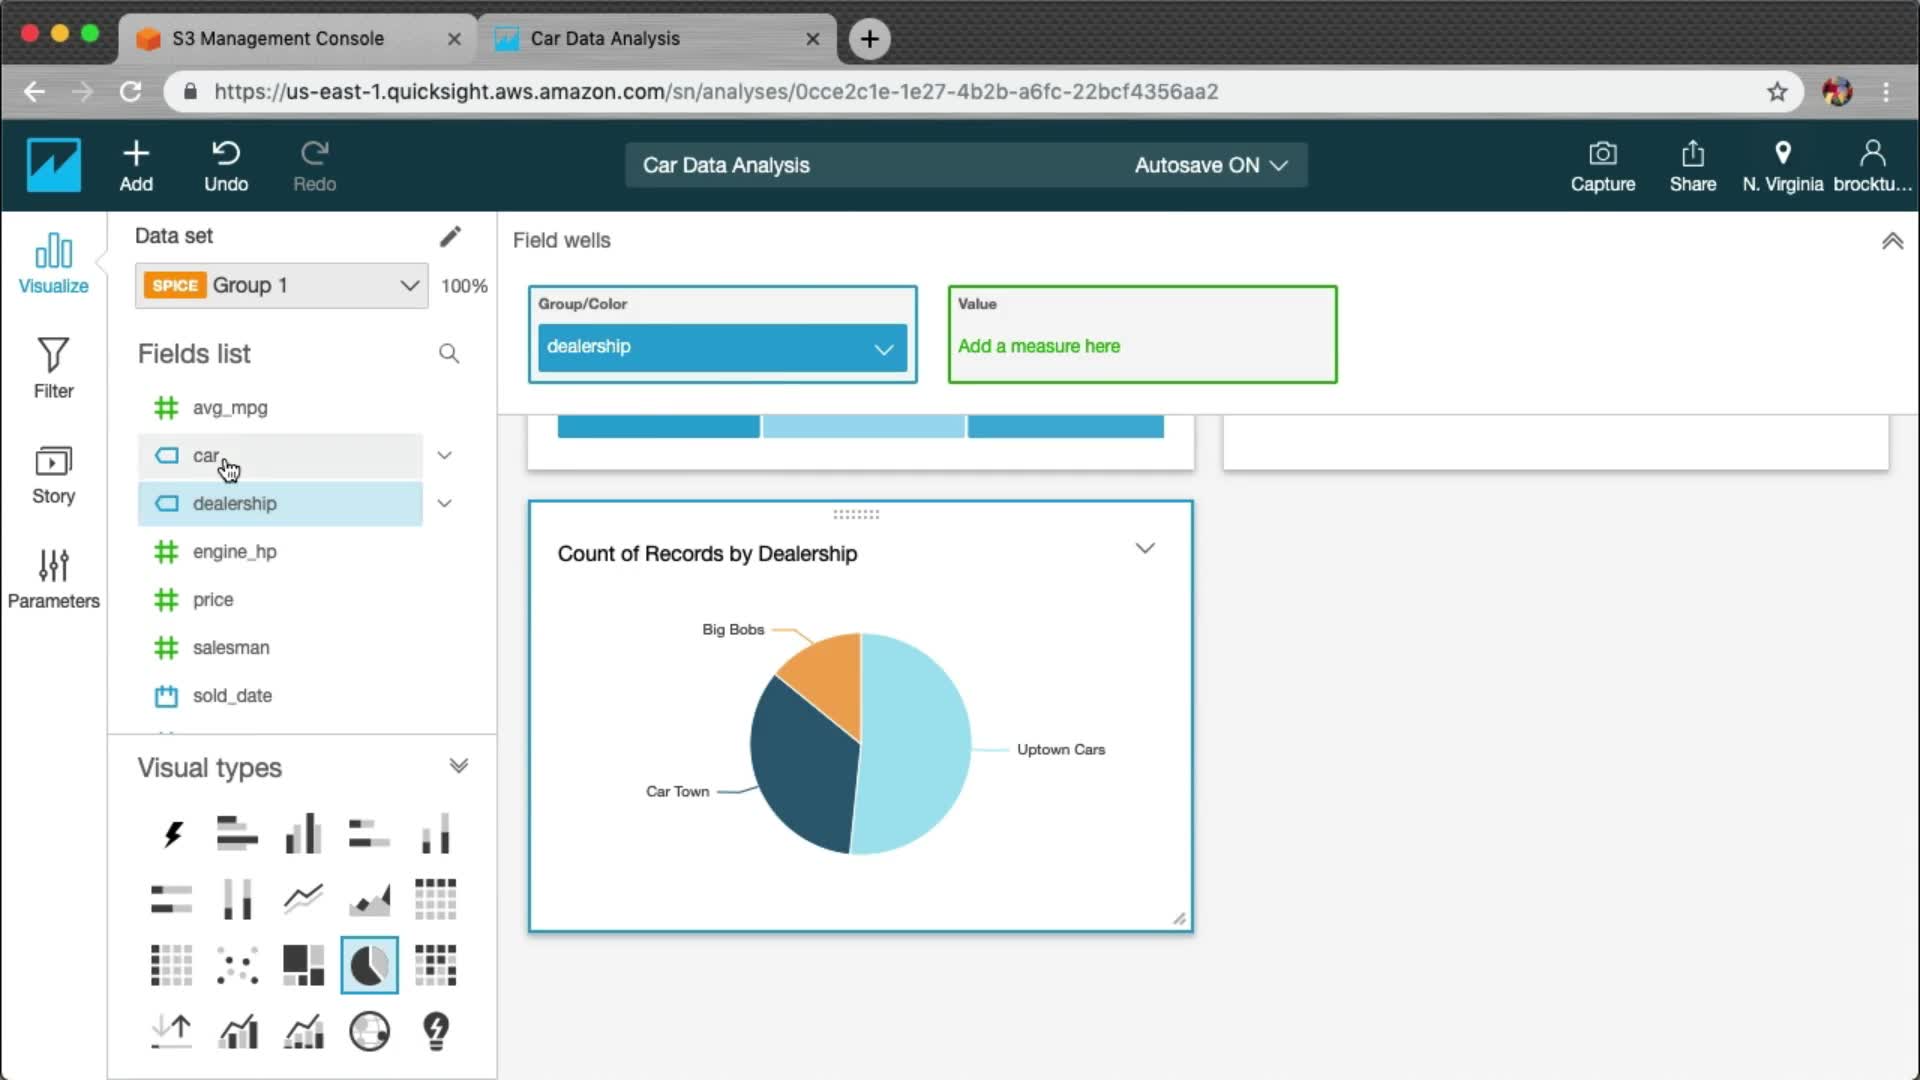 S3 Management Console
Car Data Analysis
https://us-east-1.quicksight.aws.amazon.com/sn/analyses/0cce2c1e-1e27-4b2b-a6fc-22bcf4356aa2
Add
Undo
Redo
Car Data Analysis
Autosave ON
Capture
Share
N. Virginia
brocktu...
Visualize
Filter
Story
Parameters
Data set
SPICE Group 1
100%
Fields list
avg_mpg
car
dealership
engine_hp
price
salesman
sold_date
Visual types
Field wells
Group/Color
dealership
Value
Add a measure here
Count of Records by Dealership
Big Bobs
Uptown Cars
Car Town